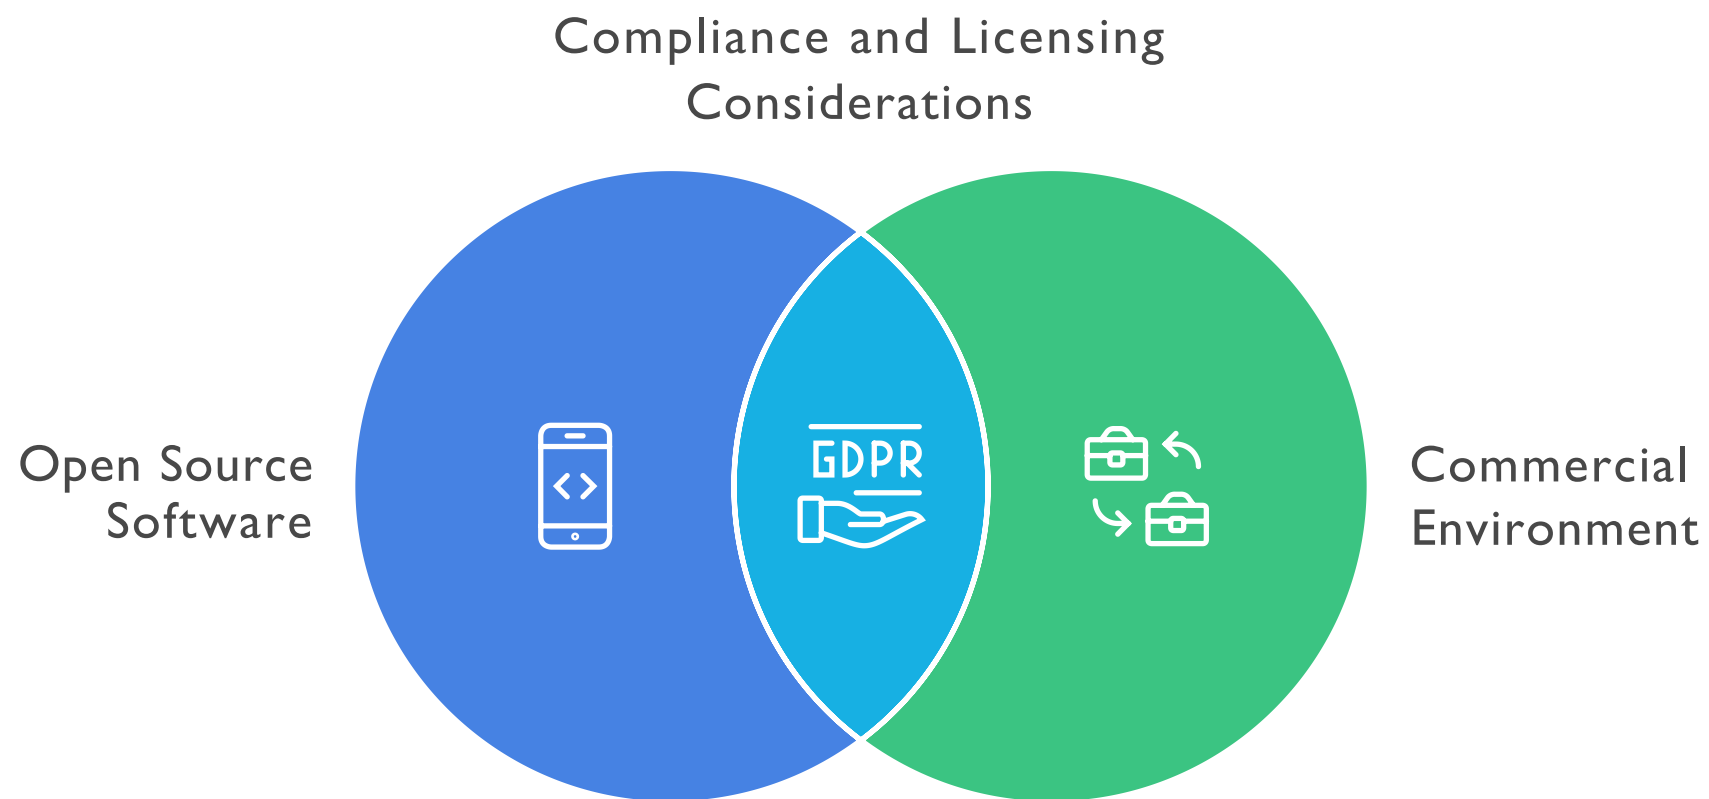 Compliance and Licensing
Considerations
Open Source
Software
GDPR
Commercial
Environment